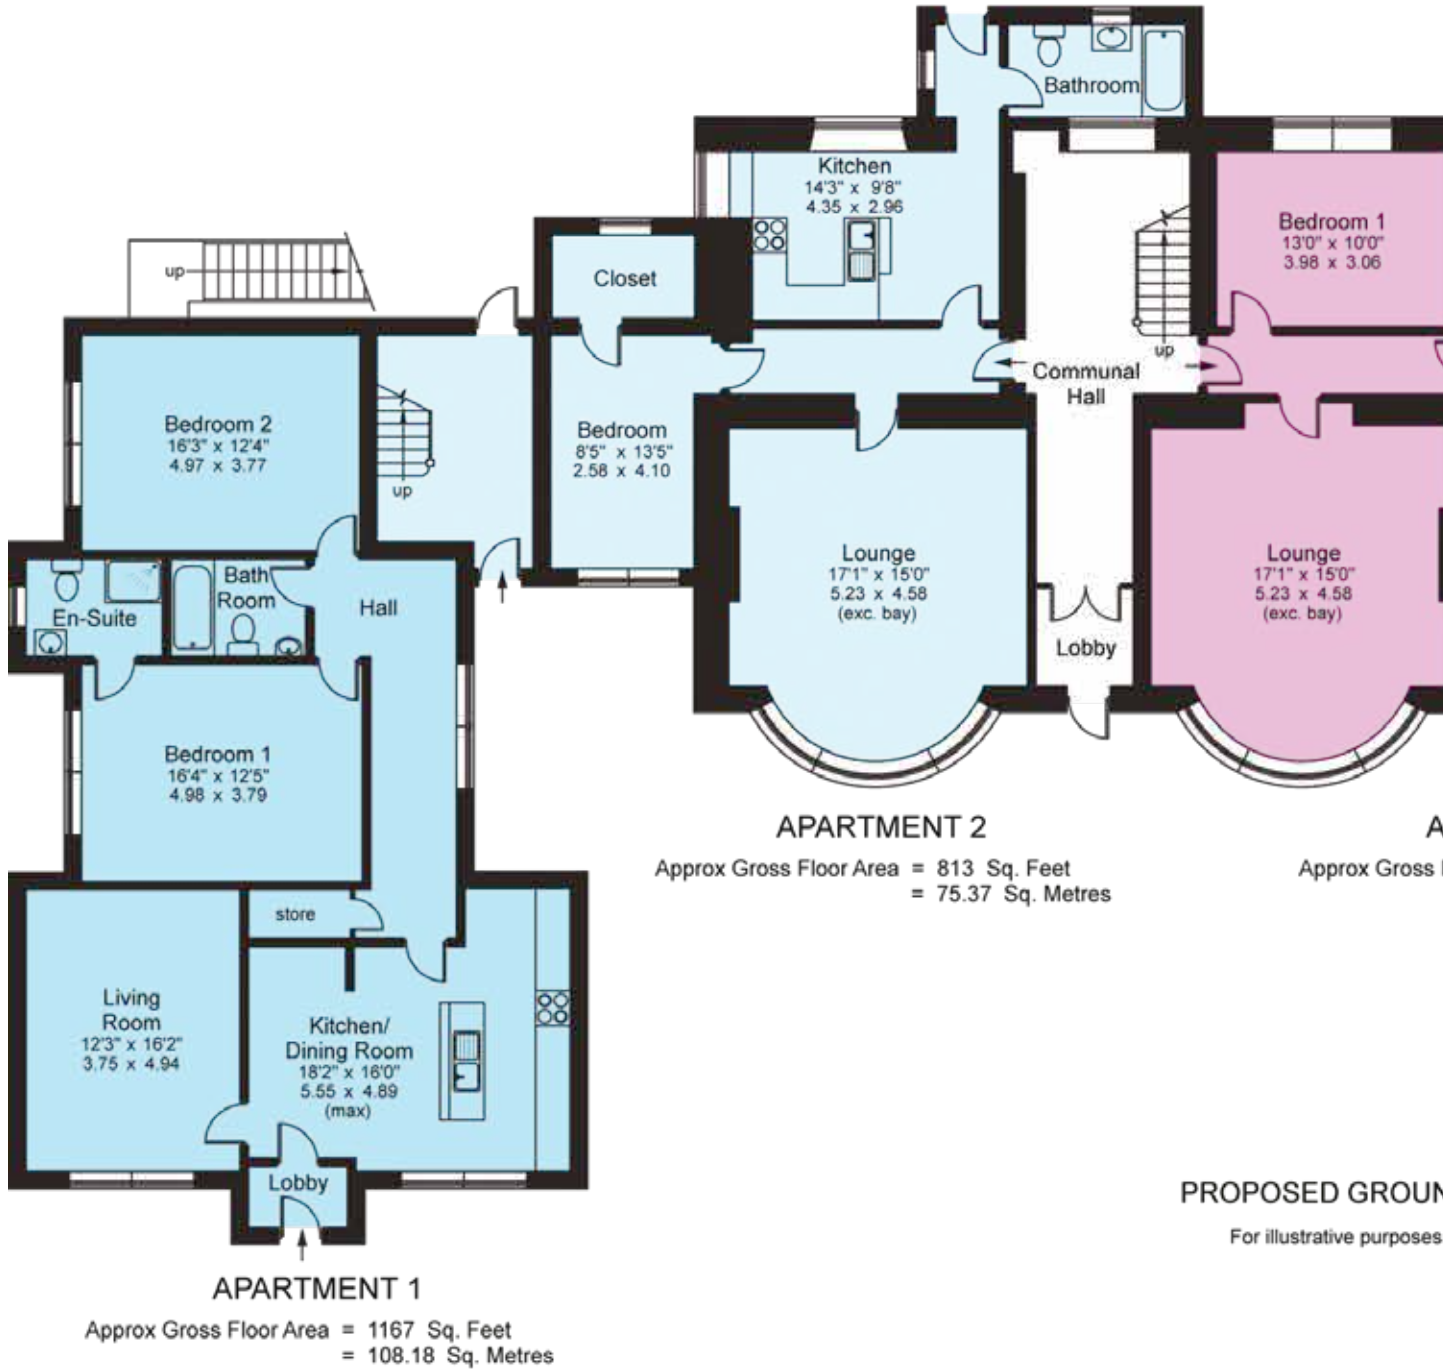 Bathroom
Kitchen
14'3" x 9'8"
4.35 x 2.96
Bedroom 1
13'0" x 10'0"
3.98 x 3.06
up
Closet
up
Communal
Hall
Bedroom 2
16'3" x 12'4"
4.97 x 3.77
up
Bedroom
8'5" x 13'5"
2.58 x 4.10
Lounge
17'1" x 15'0"
5.23 x 4.58
(exc. bay)
Lounge
17'1" x 15'0"
5.23 x 4.58
(exc. bay)
Bath
Room
En-Suite
Hall
Lobby
Bedroom 1
16'4" x 12'5"
4.98 x 3.79
APARTMENT 2
Approx Gross Floor Area = 813 Sq. Feet
= 75.37 Sq. Metres
A
Approx Gross
store
Living
Room
12'3" x 16'2"
3.75 x 4.94
Kitchen/
Dining Room
18'2" x 16'0"
5.55 x 4.89
(max)
Lobby
PROPOSED GROUN
For illustrative purposes
APARTMENT 1
Approx Gross Floor Area = 1167 Sq. Feet
= 108.18 Sq. Metres